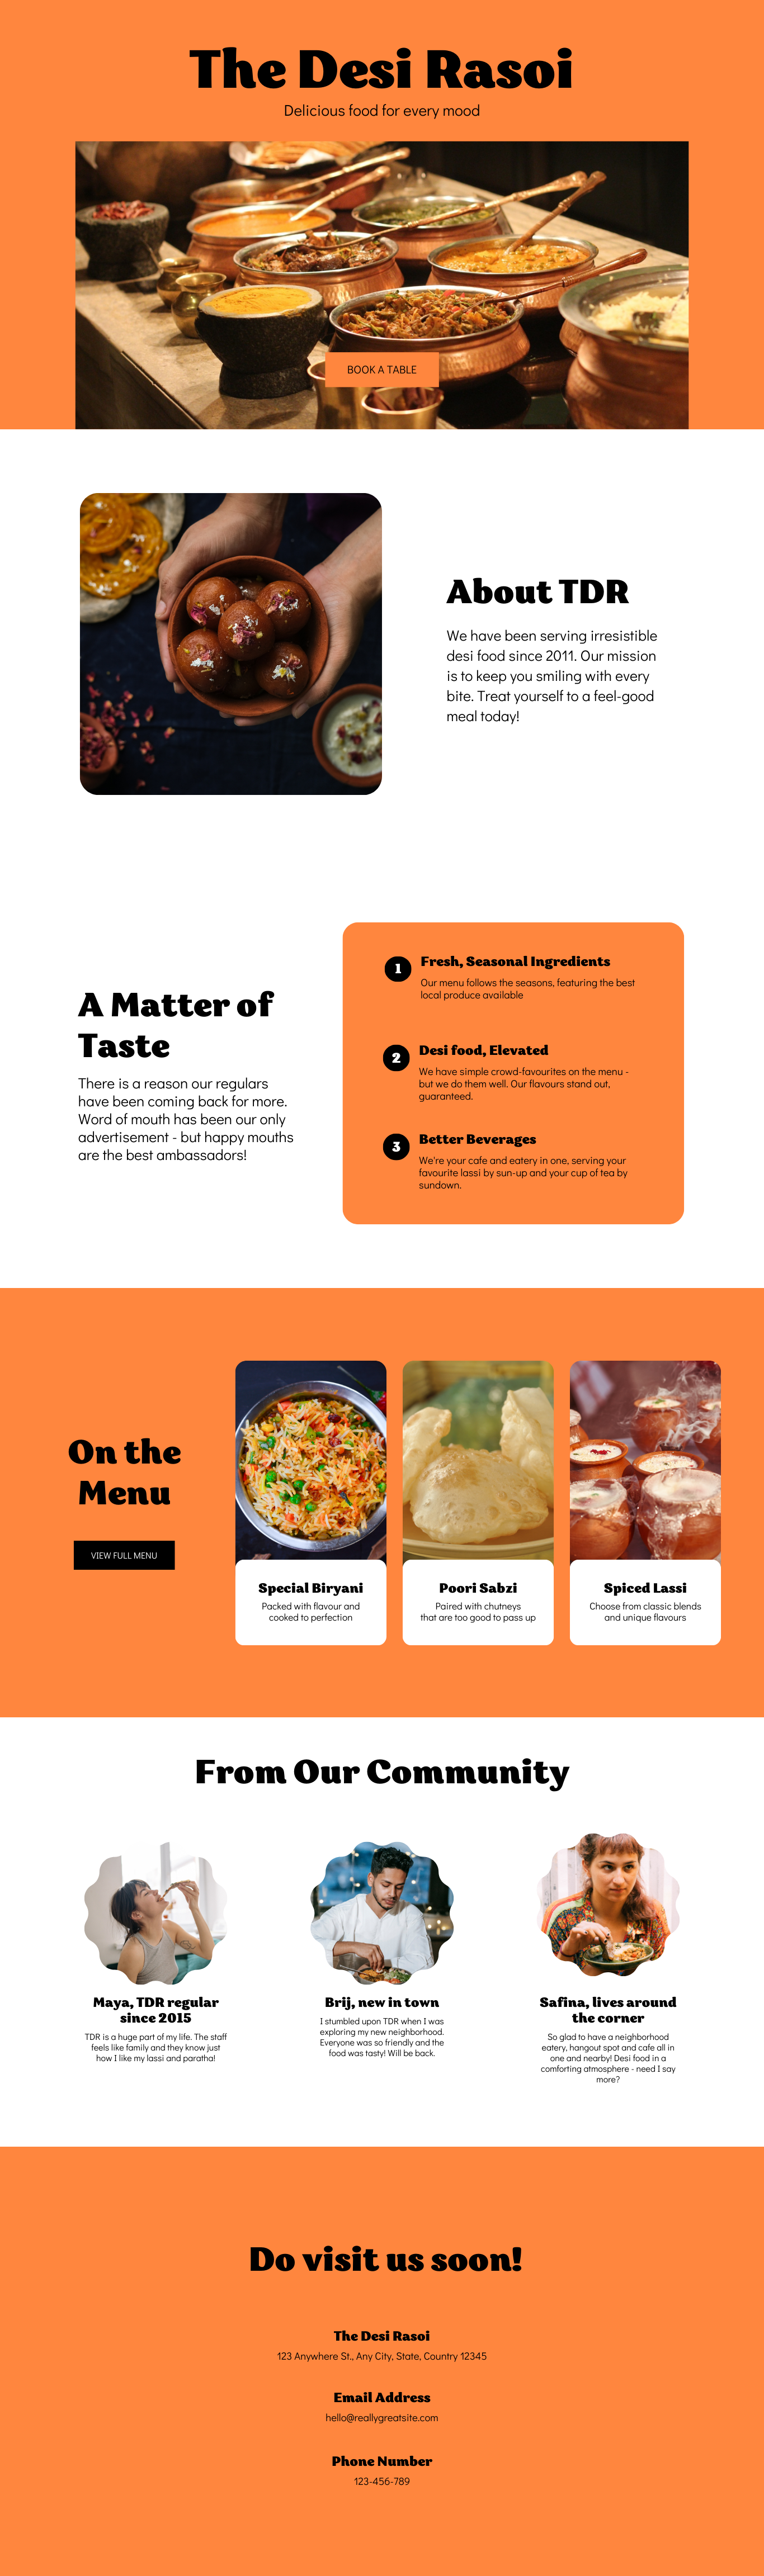 The Desi Rasoi
Delicious food for every mood
BOOK A TABLE
About TDR
We have been serving irresistible
desi food since 2011. Our mission
is to keep you smiling with every
bite. Treat yourself to a feel-good
meal today!
A Matter of
Taste
There is a reason our regulars
have been coming back for more.
Word of mouth has been our only
advertisement - but happy mouths
are the best ambassadors!
1
Fresh, Seasonal Ingredients
Our menu follows the seasons, featuring the best
local produce available
2
Desi food, Elevated
We have simple crowd-favourites on the menu -
but we do them well. Our flavours stand out,
guaranteed.
3
Better Beverages
We're your cafe and eatery in one, serving your
favourite lassi by sun-up and your cup of tea by
sundown.
On the
Menu
VIEW FULL MENU
Special Biryani
Packed with flavour and
cooked to perfection
Poori Sabzi
Paired with chutneys
that are too good to pass up
Spiced Lassi
Choose from classic blends
and unique flavours
From Our Community
Maya, TDR regular
since 2015
TDR is a huge part of my life. The staff
feels like family and they know just
how I like my lassi and paratha!
Brij, new in town
I stumbled upon TDR when I was
exploring my new neighborhood.
Everyone was so friendly and the
food was tasty! Will be back.
Safina, lives around
the corner
So glad to have a neighborhood
eatery, hangout spot and cafe all in
one and nearby! Desi food in a
comforting atmosphere - need I say
more?
Do visit us soon!
The Desi Rasoi
123 Anywhere St., Any City, State, Country 12345
Email Address
hello@reallygreatsite.com
Phone Number
123-456-789